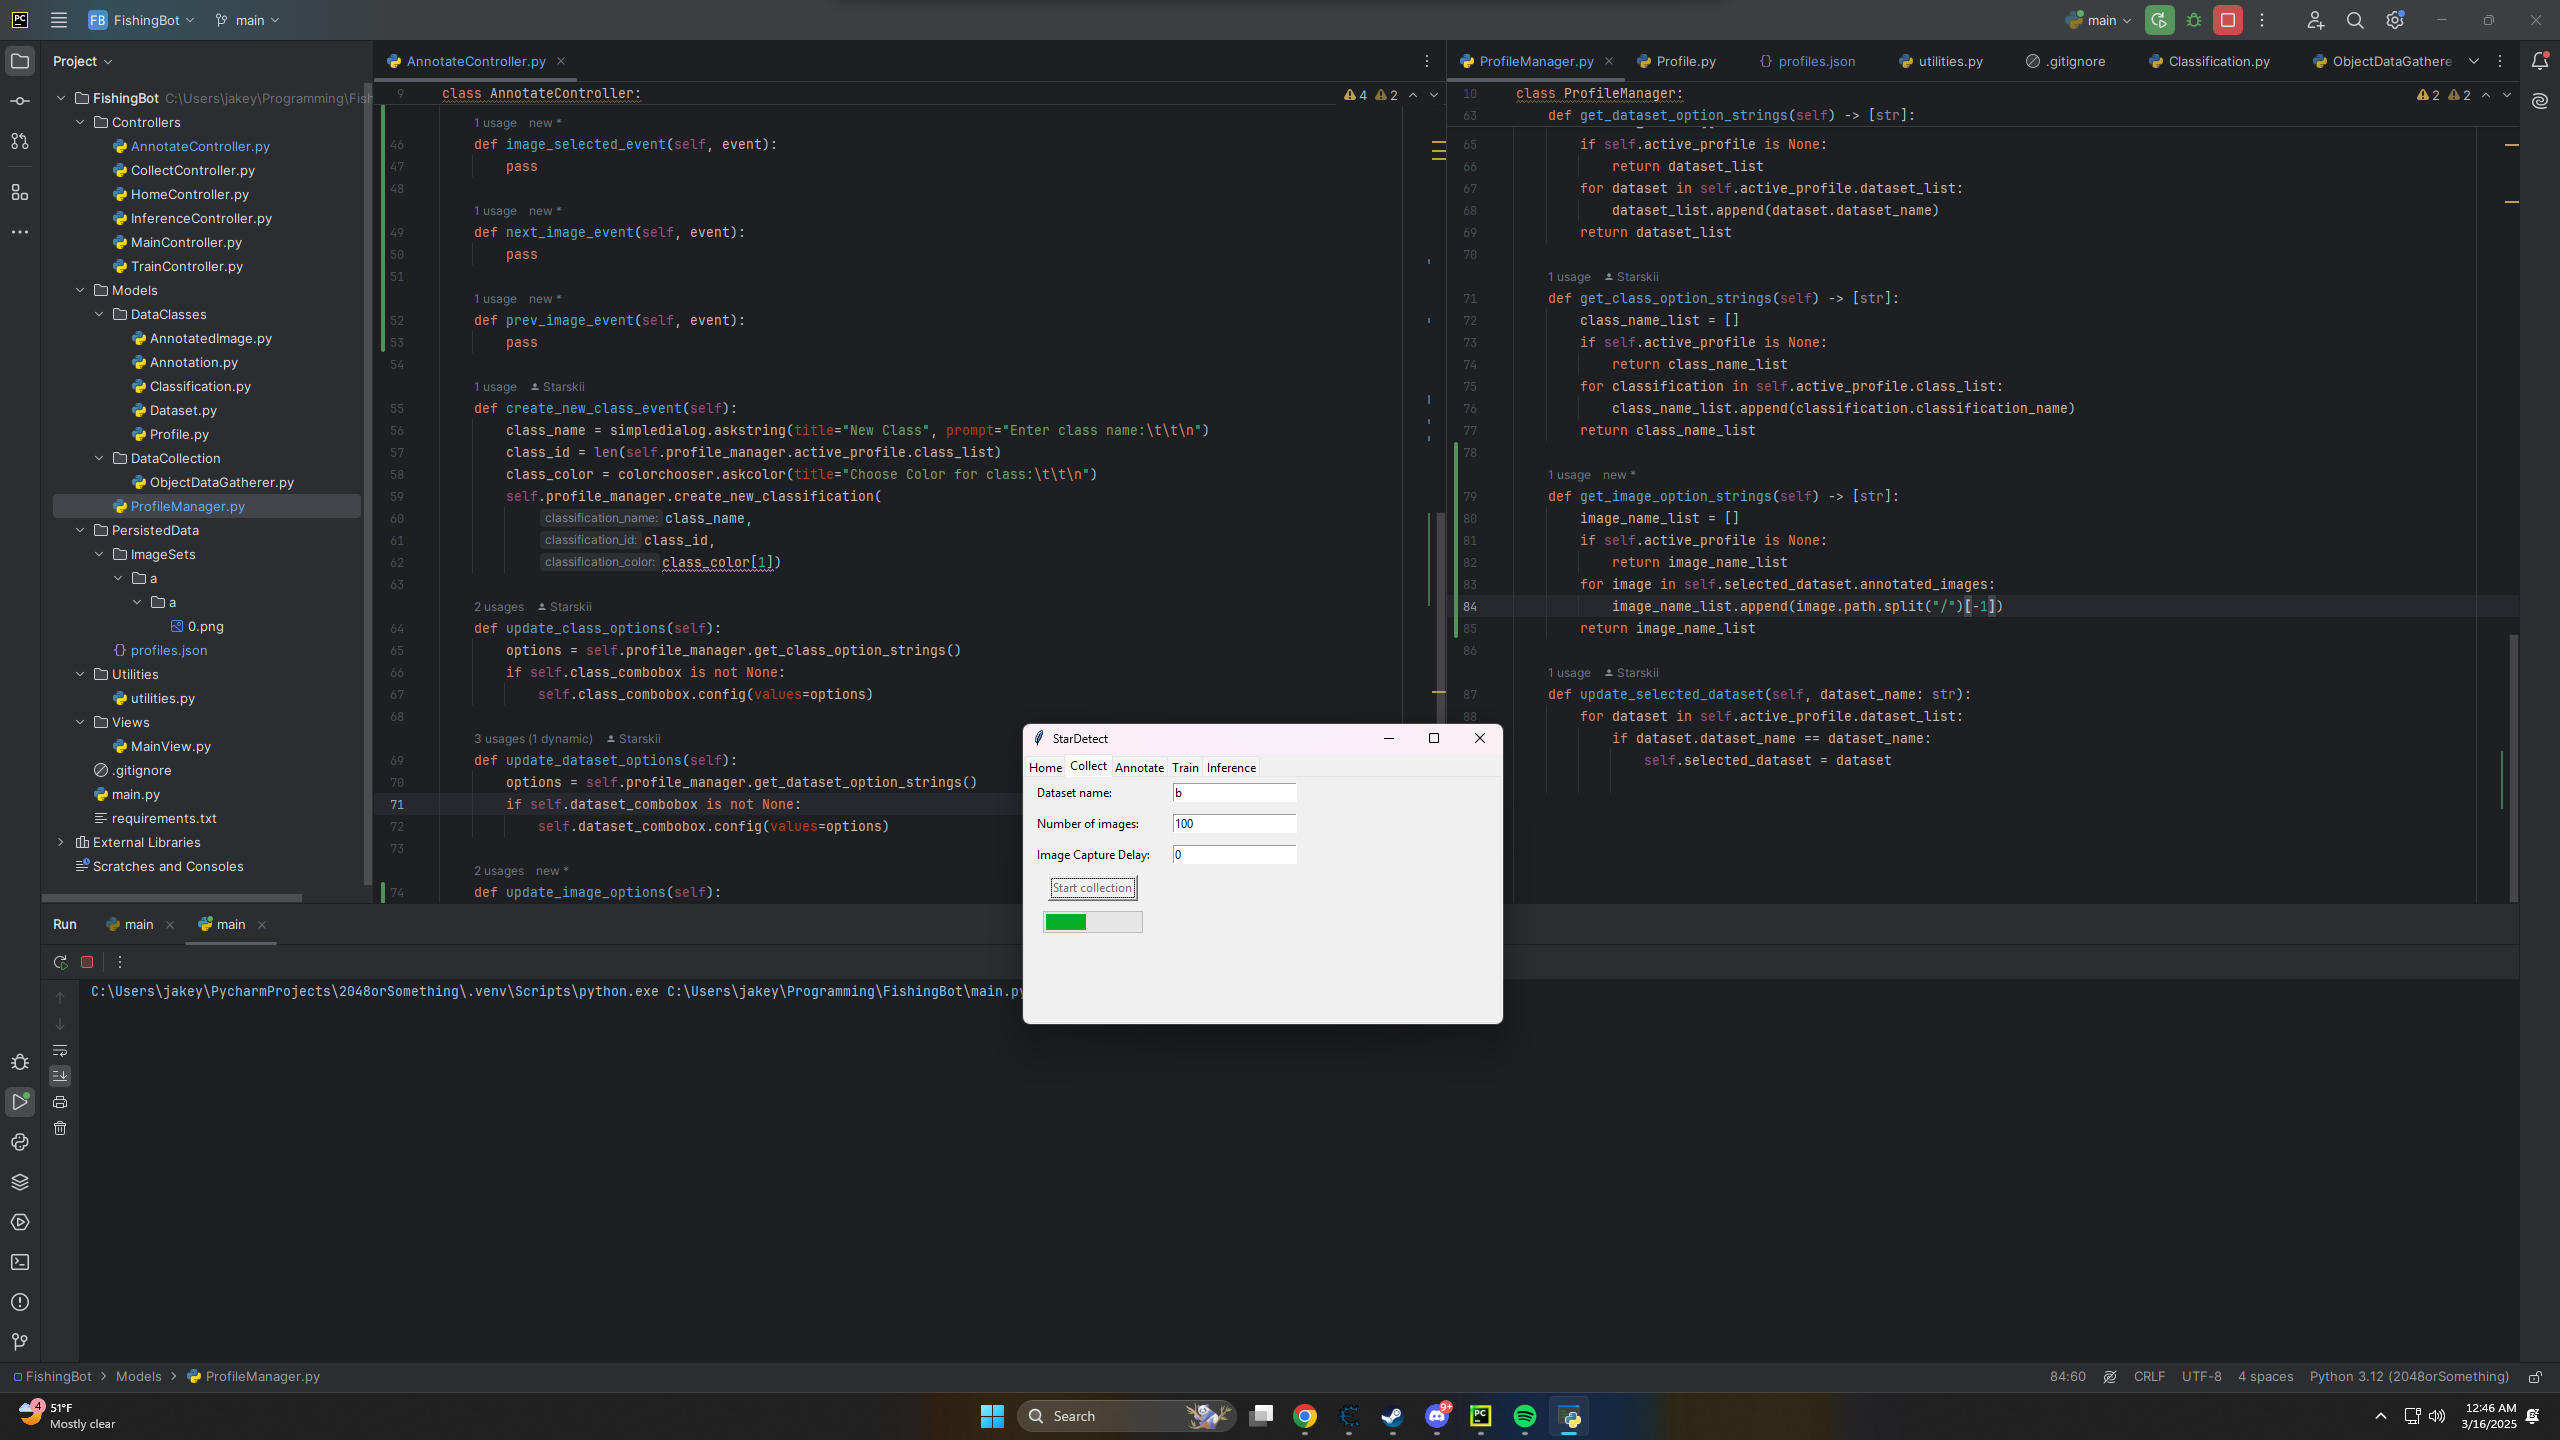 FB FishingBot main main
Project
FishingBot C:\Users\jakey\Programming\Fish
Controllers
AnnotateController.py
CollectController.py
HomeController.py
InferenceController.py
MainController.py
TrainController.py
Models
DataClasses
AnnotatedImage.py
Annotation.py
Classification.py
Dataset.py
Profile.py
DataCollection
ObjectDataGatherer.py
ProfileManager.py
PersistedData
ImageSets
a
a
0.png
profiles.json
Utilities
utilities.py
Views
MainView.py
.gitignore
main.py
requirements.txt
External Libraries
Scratches and Consoles
AnnotateController.py
9 class AnnotateController: 4 2
1 usage new *
46 def image_selected_event(self, event):
47 pass
48
1 usage new *
49 def next_image_event(self, event):
50 pass
51
1 usage new *
52 def prev_image_event(self, event):
53 pass
54
1 usage Starskii
55 def create_new_class_event(self):
56 class_name = simpledialog.askstring(title="New Class", prompt="Enter class name:\t\t\n")
57 class_id = len(self.profile_manager.active_profile.class_list)
58 class_color = colorchooser.askcolor(title="Choose Color for class:\t\t\n")
59 self.profile_manager.create_new_classification(
60 classification_name: class_name,
61 classification_id: class_id,
62 classification_color: class_color[1])
63
2 usages Starskii
64 def update_class_options(self):
65 options = self.profile_manager.get_class_option_strings()
66 if self.class_combobox is not None:
67 self.class_combobox.config(values=options)
68
3 usages (1 dynamic) Starskii
69 def update_dataset_options(self):
70 options = self.profile_manager.get_dataset_option_strings()
71 if self.dataset_combobox is not None:
72 self.dataset_combobox.config(values=options)
73
2 usages new *
74 def update_image_options(self):
ProfileManager.py Profile.py profiles.json utilities.py .gitignore Classification.py ObjectDataGathere
10 class ProfileManager: 2 2
63 def get_dataset_option_strings(self) -> [str]:
65 if self.active_profile is None:
66 return dataset_list
67 for dataset in self.active_profile.dataset_list:
68 dataset_list.append(dataset.dataset_name)
69 return dataset_list
70
1 usage Starskii
71 def get_class_option_strings(self) -> [str]:
72 class_name_list = []
73 if self.active_profile is None:
74 return class_name_list
75 for classification in self.active_profile.class_list:
76 class_name_list.append(classification.classification_name)
77 return class_name_list
78
1 usage new *
79 def get_image_option_strings(self) -> [str]:
80 image_name_list = []
81 if self.active_profile is None:
82 return image_name_list
83 for image in self.selected_dataset.annotated_images:
84 image_name_list.append(image.path.split("/")[-1])
85 return image_name_list
86
1 usage Starskii
87 def update_selected_dataset(self, dataset_name: str):
88 for dataset in self.active_profile.dataset_list:
if dataset.dataset_name == dataset_name:
self.selected_dataset = dataset
StarDetect
Home Collect Annotate Train Inference
Dataset name: b
Number of images: 100
Image Capture Delay: 0
Start collection
Run main main
C:\Users\jakey\PycharmProjects\2048orSomething\.venv\Scripts\python.exe C:\Users\jakey\Programming\FishingBot\main.py
FishingBot > Models > ProfileManager.py
84:60 CRLF UTF-8 4 spaces Python 3.12 (2048orSomething)
4 51°F
Mostly clear
Search
9+
12:46 AM
3/16/2025